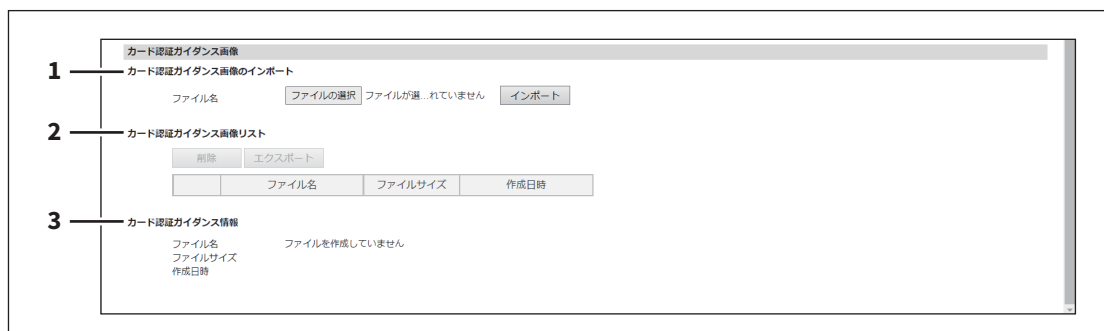 カード認証ガイダンス画像
1 カード認証ガイダンス画像のインポート
ファイル名 ファイルの選択 ファイルが選...れていません インポート
2 カード認証ガイダンス画像リスト
削除 エクスポート
ファイル名 ファイルサイズ 作成日時
3 カード認証ガイダンス情報
ファイル名 ファイルを作成していません
ファイルサイズ
作成日時